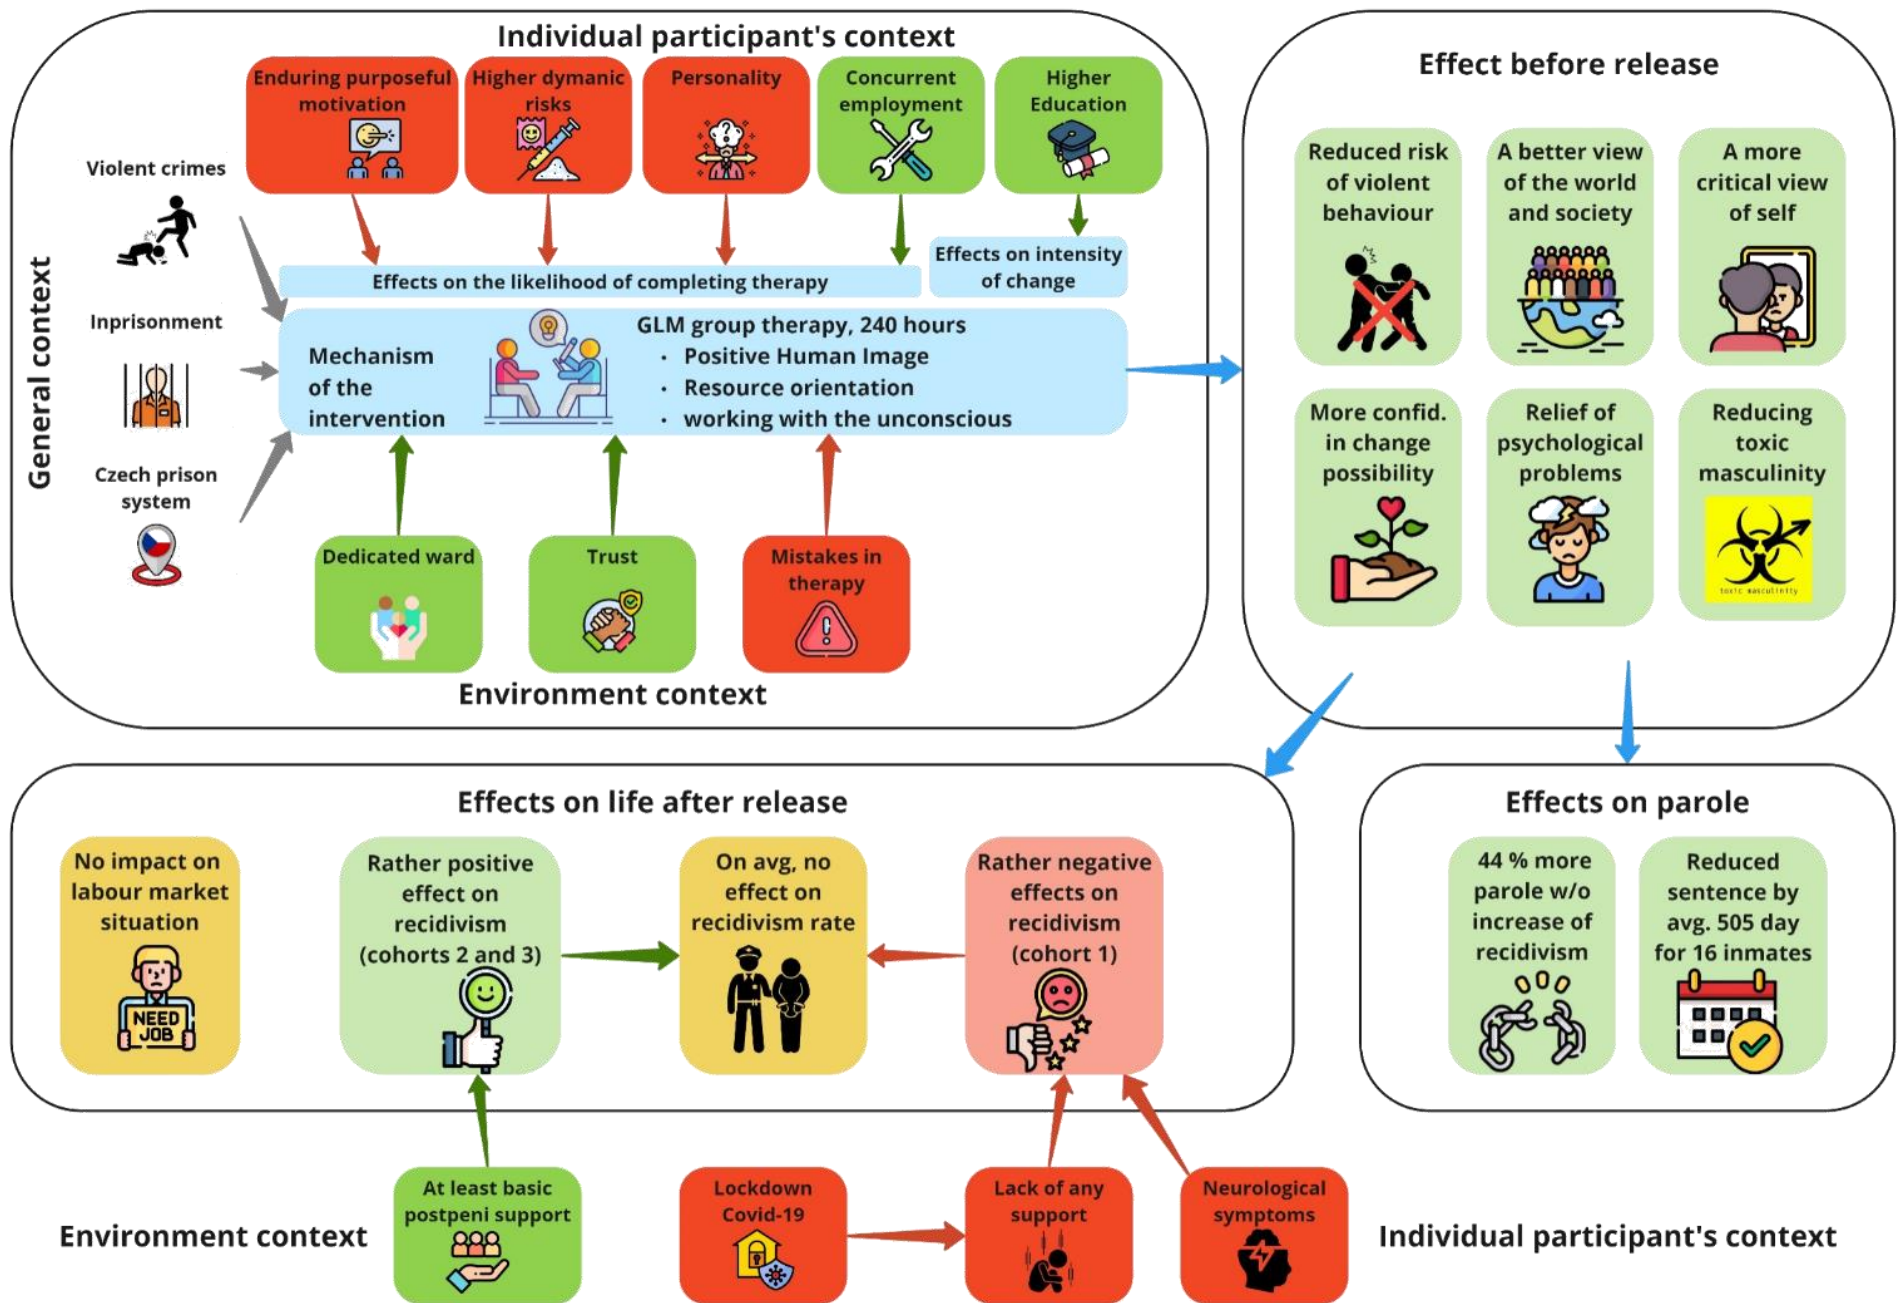 Individual participant's context
Enduring purposeful
motivation
Higher dymanic
risks
Personality
Concurrent
employment
Higher
Education
General context
Violent crimes
Inprisonment
Czech prison
system
Effects on the likelihood of completing therapy
Effects on intensity
of change
Mechanism
of the
intervention
GLM group therapy, 240 hours
· Positive Human Image
· Resource orientation
· working with the unconscious
Dedicated ward
Trust
Mistakes in
therapy
Environment context
Effect before release
Reduced risk
of violent
behaviour
A better view
of the world
and society
A more
critical view
of self
More confid.
in change
possibility
Relief of
psychological
problems
Reducing
toxic
masculinity
toxic masculinity
Effects on life after release
No impact on
labour market
situation
NEED
JOB
Rather positive
effect on
recidivism
(cohorts 2 and 3)
On avg, no
effect on
recidivism rate
Rather negative
effects on
recidivism
(cohort 1)
Effects on parole
44 % more
parole w/o
increase of
recidivism
Reduced
sentence by
avg. 505 day
for 16 inmates
Environment context
At least basic
postpeni support
Lockdown
Covid-19
Lack of any
support
Neurological
symptoms
Individual participant's context